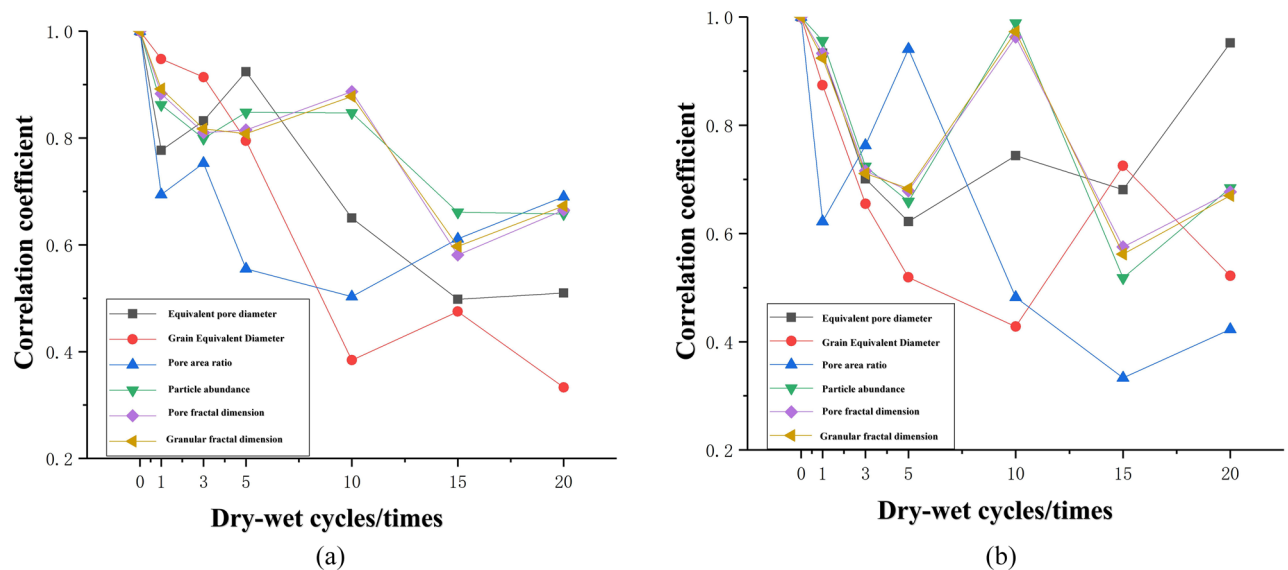 1.0
0.8
0.6
0.4
0.2
Correlation coefficient
Equivalent pore diameter
Grain Equivalent Diameter
Pore area ratio
Particle abundance
Pore fractal dimension
Granular fractal dimension
0 1 3 5 10 15 20
Dry-wet cycles/times
(a)
1.0
0.8
0.6
0.4
0.2
Correlation coefficient
Equivalent pore diameter
Grain Equivalent Diameter
Pore area ratio
Particle abundance
Pore fractal dimension
Granular fractal dimension
0 1 3 5 10 15 20
Dry-wet cycles/times
(b)